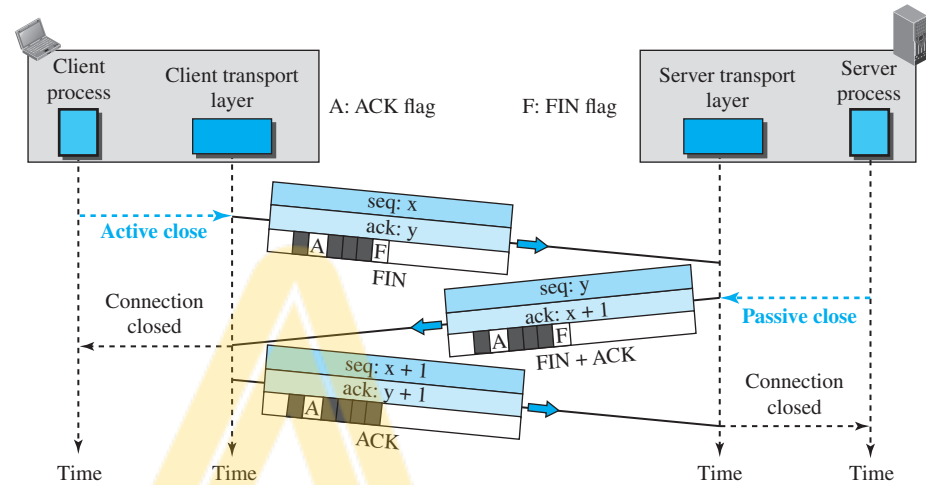 Client
process
Client transport
layer
A: ACK flag
F: FIN flag
Server transport
layer
Server
process
Active close
seq: x
ack: y
A
F
FIN
Connection
closed
seq: y
ack: x + 1
A
F
FIN + ACK
Passive close
seq: x + 1
ack: y + 1
A
ACK
Connection
closed
Time
Time
Time
Time